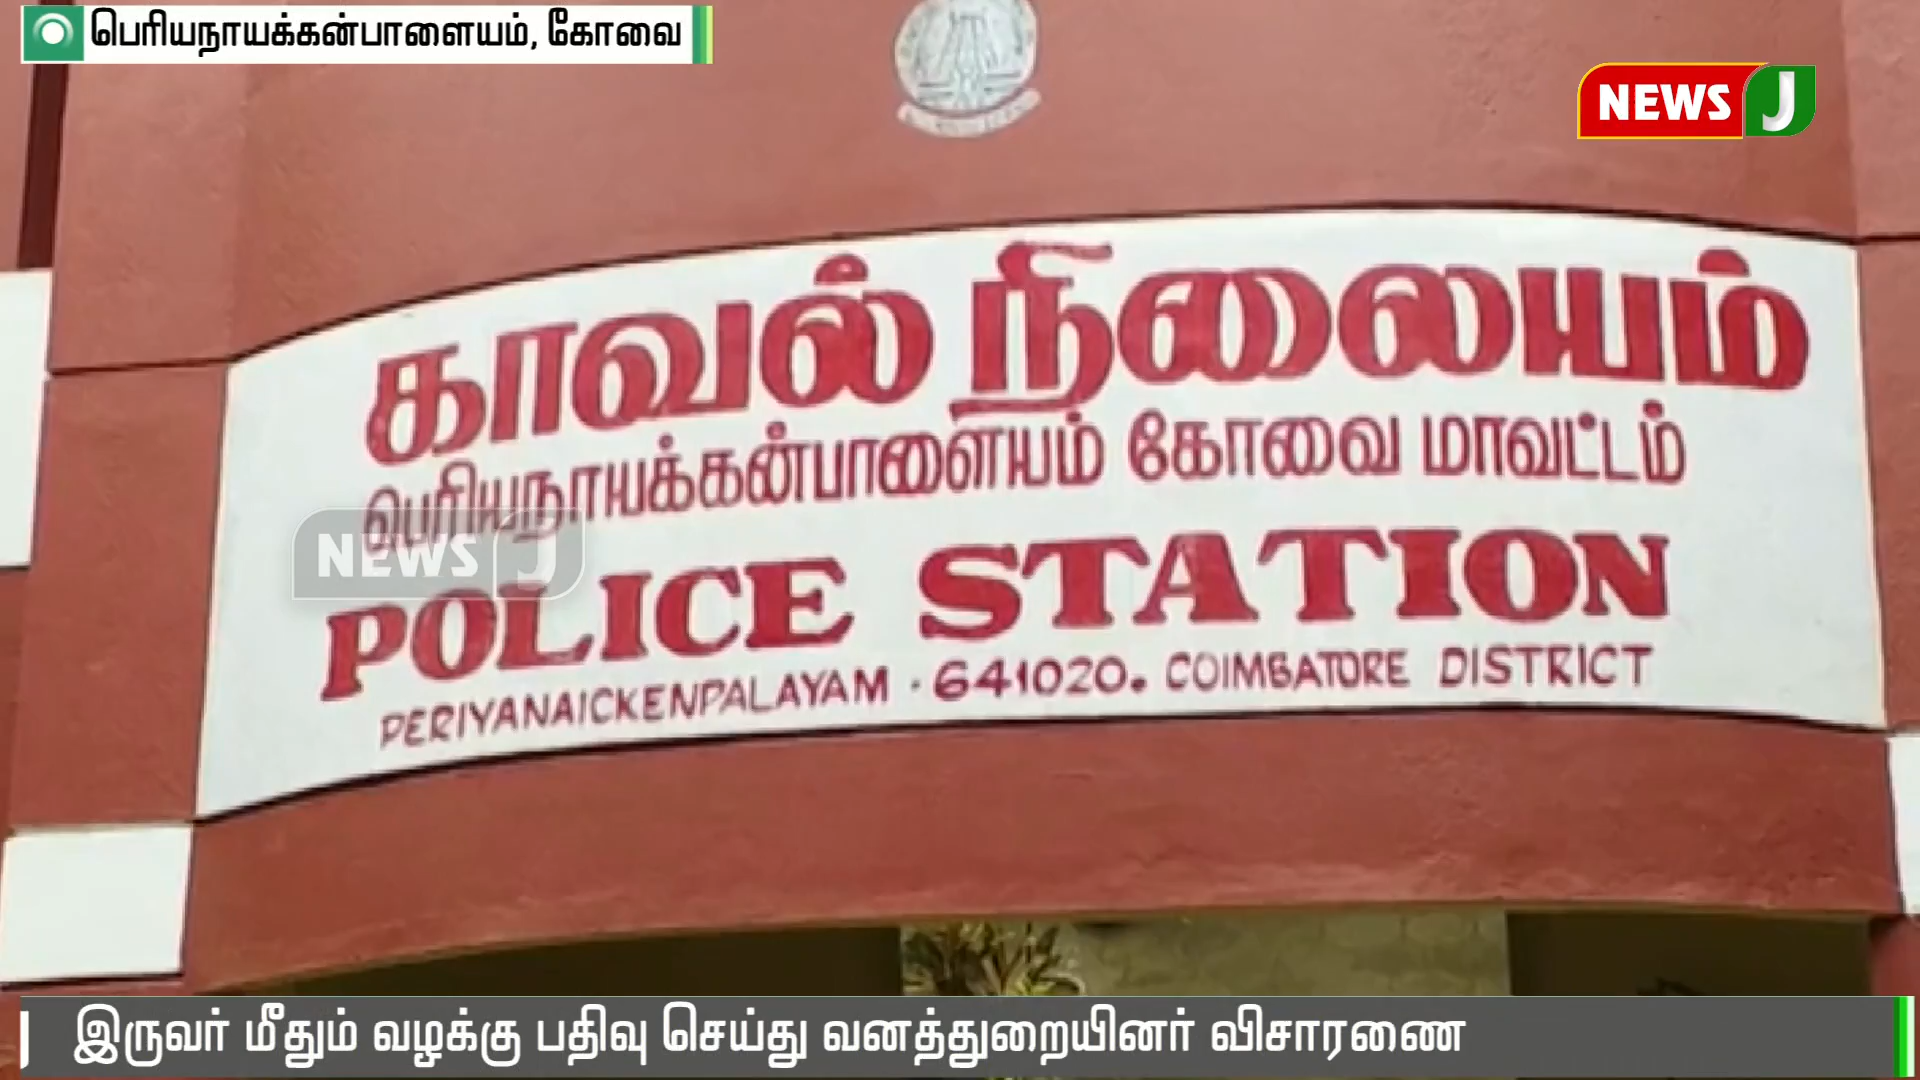 பெரியநாயக்கன்பாளையம், கோவை
NEWS J
காவல் நிலையம்
பெரியநாயக்கன்பாளையம் கோவை மாவட்டம்
NEWS J
POLICE STATION
PERIYANAICKENPALAYAM · 641020. COIMBATORE DISTRICT
இருவர் மீதும் வழக்கு பதிவு செய்து வனத்துறையினர் விசாரணை